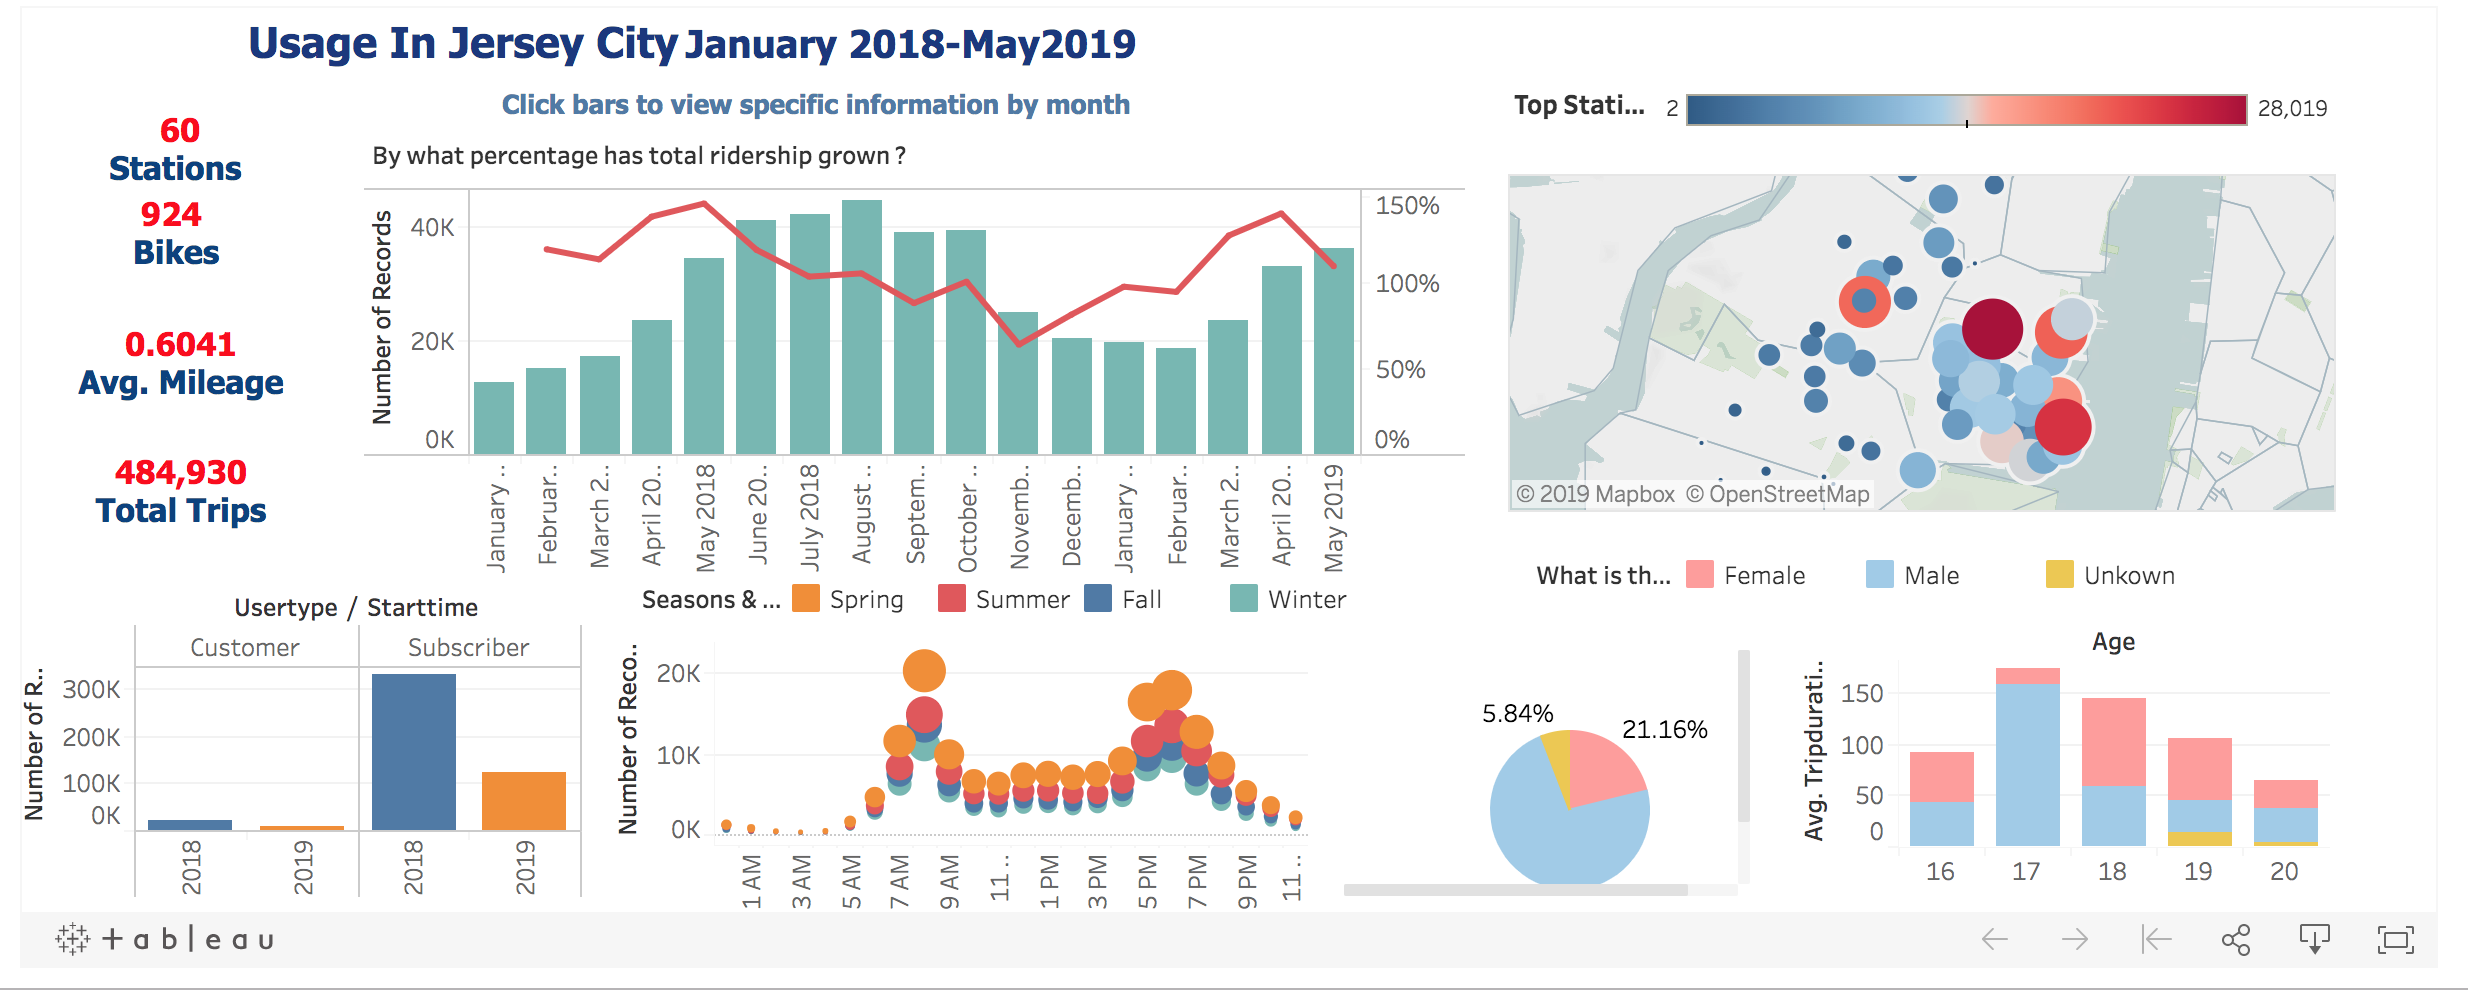 Usage In Jersey City January 2018-May2019
Click bars to view specific information by month
60
Stations
924
Bikes
0.6041
Avg. Mileage
484,930
Total Trips
By what percentage has total ridership grown ?
Number of Records
40K
20K
0K
150%
100%
50%
0%
January ..
Februar..
March 2..
April 20..
May 2018
June 20..
July 2018
August ..
Septem..
October ..
Novemb..
Decemb..
January ..
Februar..
March 2..
April 20..
May 2019
Top Stati... 2 28,019
© 2019 Mapbox © OpenStreetMap
Usertype / Starttime
Customer Subscriber
Number of R..
300K
200K
100K
0K
2018 2019 2018 2019
Seasons & ... Spring Summer Fall Winter
Number of Reco..
20K
10K
0K
1 AM
3 AM
5 AM
7 AM
9 AM
11 ..
1 PM
3 PM
5 PM
7 PM
9 PM
11 ..
What is th... Female Male Unkown
5.84%
21.16%
Age
Avg. Tripdurati..
150
100
50
0
16 17 18 19 20
+ableau